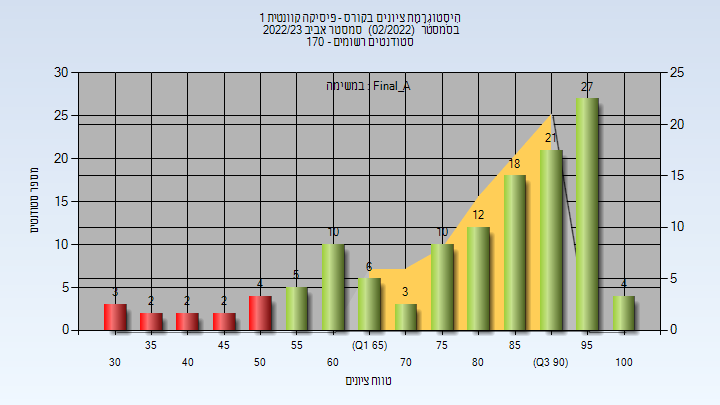 היסטוגרמת ציונים בקורס - פיסיקה קוונטית 1
בסמסטר (02/2022) סמסטר אביב 2022/23
סטודנטים רשומים - 170
במשימה : Final_A
30 25 20 15 10 5 0
25 20 15 10 5 0
מספר סטודנטים
3 2 2 2 4 5 10 6 3 10 12 18 21 27 4
35 45 55 (Q1 65) 75 85 95
30 40 50 60 70 80 (Q3 90) 100
טווח ציונים